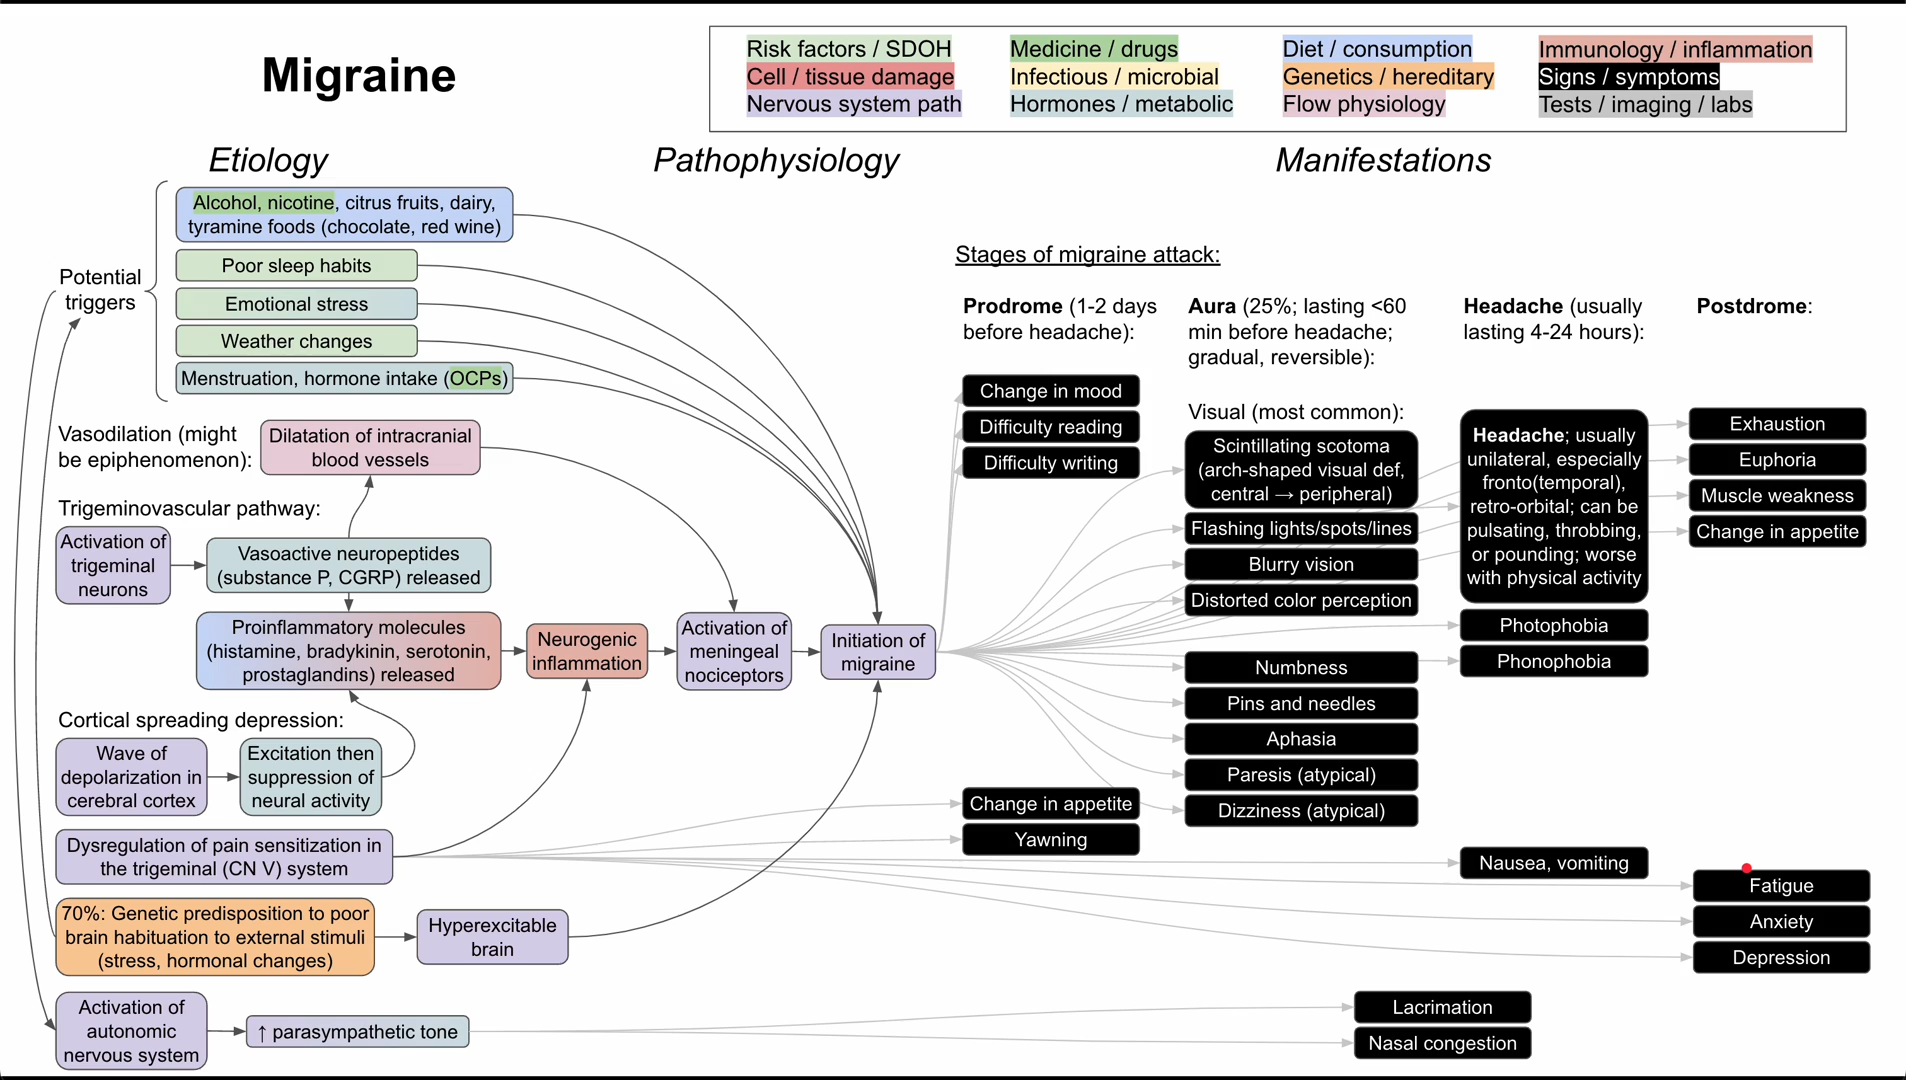 Migraine
Risk factors / SDOH
Medicine / drugs
Diet / consumption
Immunology / inflammation
Cell / tissue damage
Infectious / microbial
Genetics / hereditary
Signs / symptoms
Nervous system path
Hormones / metabolic
Flow physiology
Tests / imaging / labs
Etiology
Pathophysiology
Manifestations
Potential
triggers
Alcohol, nicotine, citrus fruits, dairy,
tyramine foods (chocolate, red wine)
Poor sleep habits
Emotional stress
Weather changes
Menstruation, hormone intake (OCPs)
Vasodilation (might
be epiphenomenon):
Dilatation of intracranial
blood vessels
Trigeminovascular pathway:
Activation of
trigeminal
neurons
Vasoactive neuropeptides
(substance P, CGRP) released
Proinflammatory molecules
(histamine, bradykinin, serotonin,
prostaglandins) released
Neurogenic
inflammation
Activation of
meningeal
nociceptors
Initiation of
migraine
Cortical spreading depression:
Wave of
depolarization in
cerebral cortex
Excitation then
suppression of
neural activity
Dysregulation of pain sensitization in
the trigeminal (CN V) system
70%: Genetic predisposition to poor
brain habituation to external stimuli
(stress, hormonal changes)
Hyperexcitable
brain
Activation of
autonomic
nervous system
↑ parasympathetic tone
Stages of migraine attack:
Prodrome (1-2 days
before headache):
Change in mood
Difficulty reading
Difficulty writing
Change in appetite
Yawning
Aura (25%; lasting <60
min before headache;
gradual, reversible):
Visual (most common):
Scintillating scotoma
(arch-shaped visual def,
central → peripheral)
Flashing lights/spots/lines
Blurry vision
Distorted color perception
Numbness
Pins and needles
Aphasia
Paresis (atypical)
Dizziness (atypical)
Headache (usually
lasting 4-24 hours):
Headache; usually
unilateral, especially
fronto(temporal),
retro-orbital; can be
pulsating, throbbing,
or pounding; worse
with physical activity
Photophobia
Phonophobia
Nausea, vomiting
Lacrimation
Nasal congestion
Postdrome:
Exhaustion
Euphoria
Muscle weakness
Change in appetite
Fatigue
Anxiety
Depression